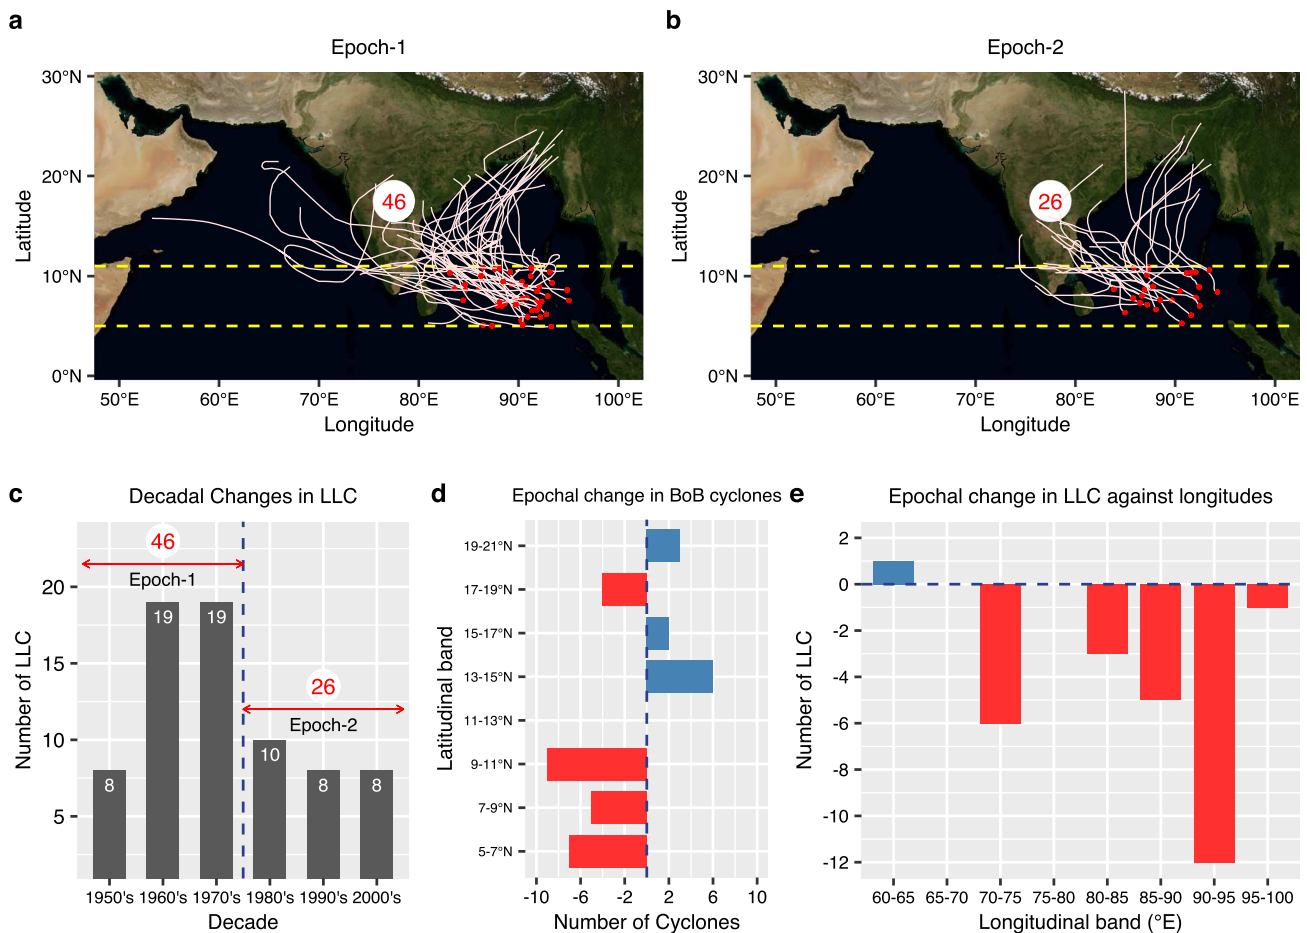 a
Epoch-1
30°N
20°N
10°N
0°N
Latitude
46
50°E 60°E 70°E 80°E 90°E 100°E
Longitude
b
Epoch-2
30°N
20°N
10°N
0°N
Latitude
26
50°E 60°E 70°E 80°E 90°E 100°E
Longitude
c
Decadal Changes in LLC
46
Epoch-1
26
Epoch-2
20
15
10
5
Number of LLC
8 19 19 10 8 8
1950's 1960's 1970's 1980's 1990's 2000's
Decade
d
Epochal change in BoB cyclones
19-21°N
17-19°N
15-17°N
13-15°N
11-13°N
9-11°N
7-9°N
5-7°N
Latitudinal band
-10 -6 -2 2 6 10
Number of Cyclones
e
Epochal change in LLC against longitudes
2
0
-2
-4
-6
-8
-10
-12
Number of LLC
60-65 65-70 70-75 75-80 80-85 85-90 90-95 95-100
Longitudinal band (°E)